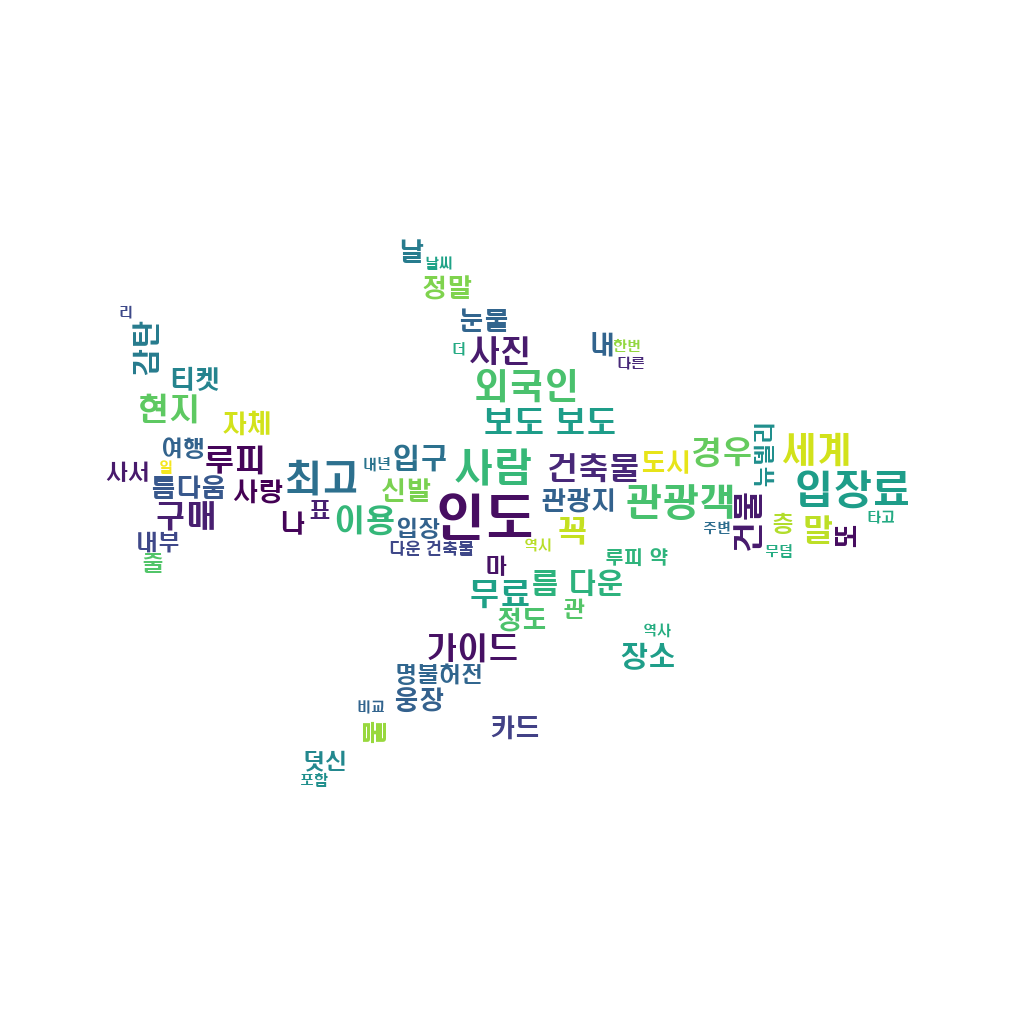 날
날씨
정말
리
눈물
감탄
더
사진
내
한번
다른
티켓
외국인
현지
보도 보도
자체
여행
루피
입구
사람
건축물
도시
경우
뉴델리
세계
사서
일
름다움
사랑
최고
내년
신발
관광지
관광객
입장료
구매
나
표
이용
입장
인도
꼭
주변
건물
층
말
또
타고
내부
줄
다운 건축물
역시
루피 약
무덤
마
무료
름 다운
정도
관
가이드
역사
장소
명불허전
웅장
비교
물
카드
덧신
포함